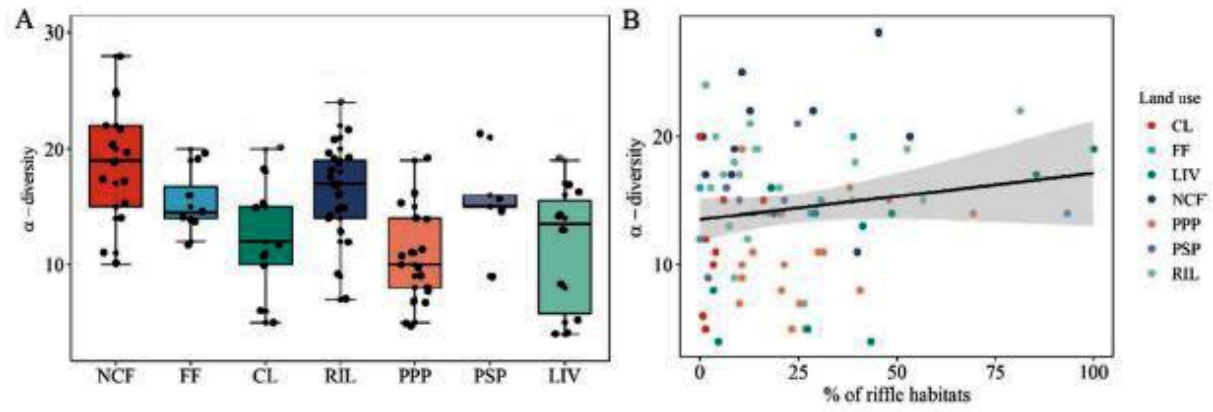 A
α – diversity
30
20
10
NCF
FF
CL
RIL
PPP
PSP
LIV
B
α – diversity
20
10
0
25
50
75
100
% of riffle habitats
Land use
CL
FF
LIV
NCF
PPP
PSP
RIL